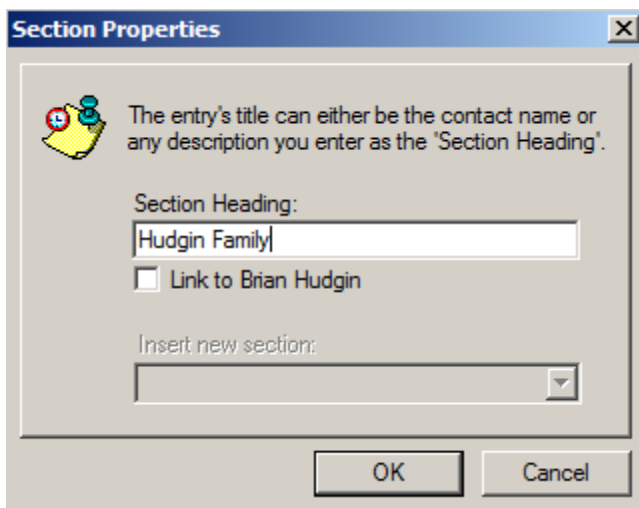 Section Properties
The entry's title can either be the contact name or
any description you enter as the 'Section Heading'.
Section Heading:
Hudgin Family
Link to Brian Hudgin
Insert new section:
OK Cancel